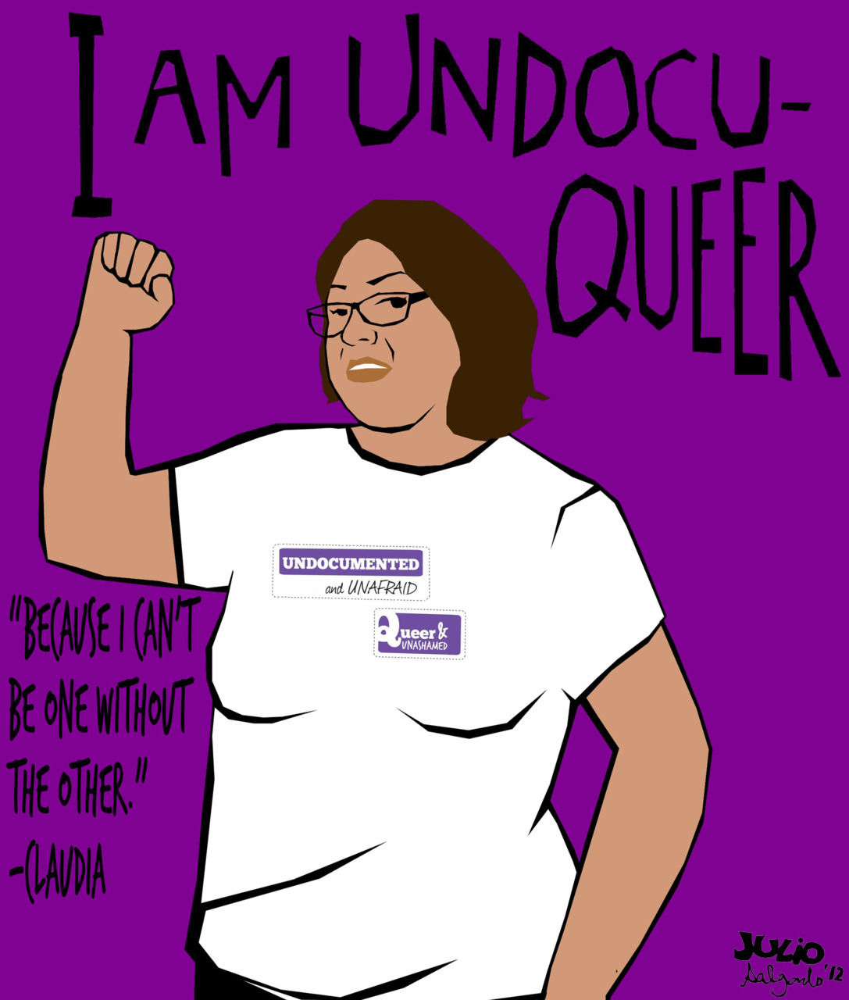 I AM UNDOCU-
QUEER
UNDOCUMENTED
and UNAFRAID
Queer &
UNASHAMED
"BECAUSE I CAN'T
BE ONE WITHOUT
THE OTHER."
-CLAUDIA
JULiO
Salgado '12